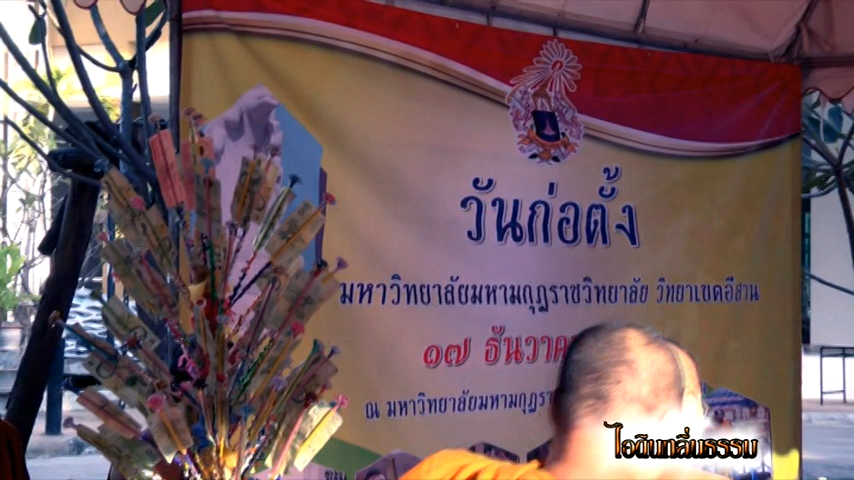 วันก่อตั้ง
มหาวิทยาลัยมหามกุฏราชวิทยาลัย วิทยาเขตอีสาน
๑๗ ธันวาค
ณ มหาวิทยาลัยมหามกุฏรา
ไอดินกลิ่นธรรม